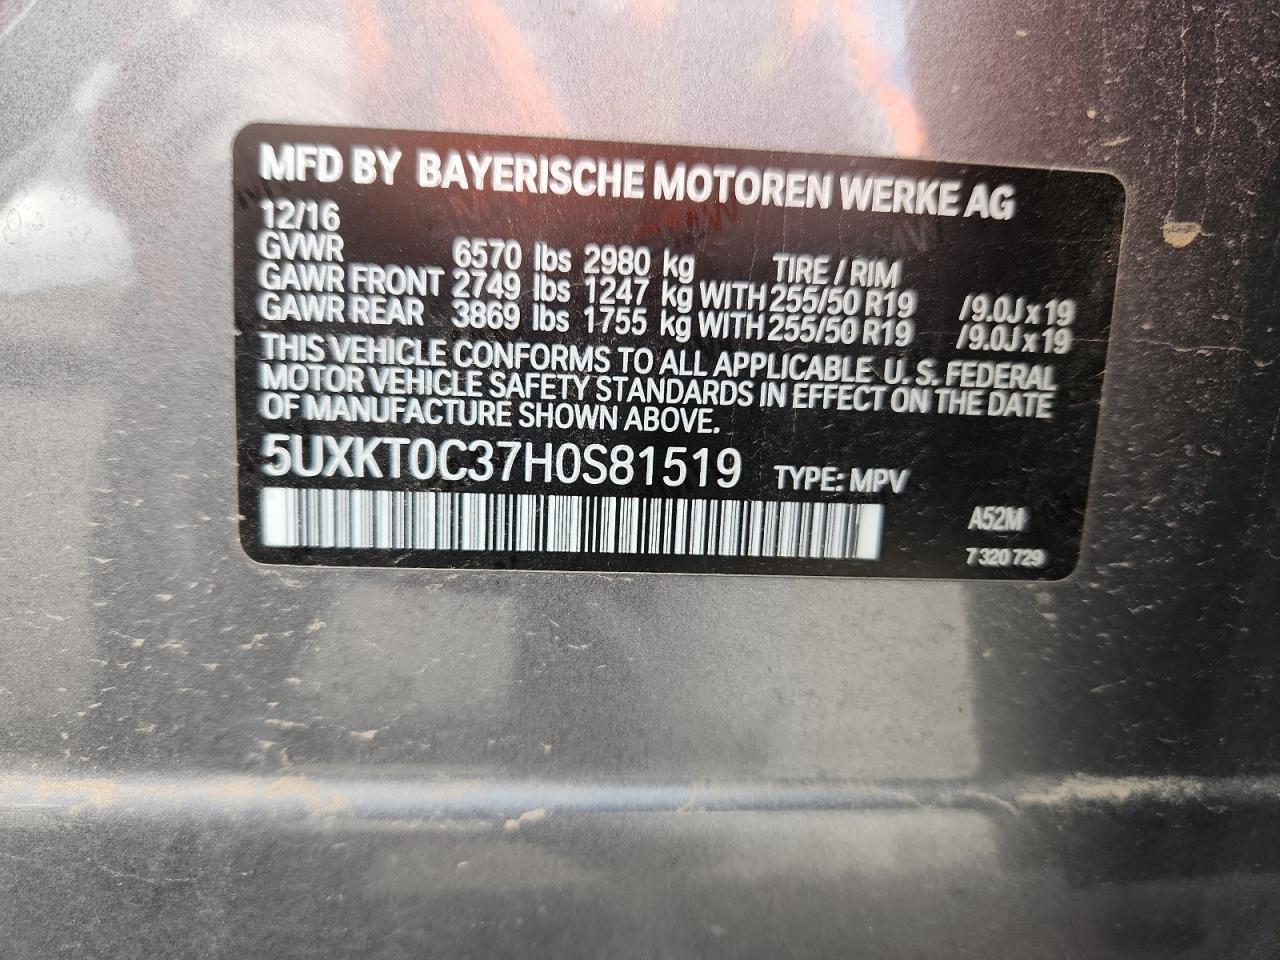 MFD BY BAYERISCHE MOTOREN WERKE AG
12/16
GVWR 6570 lbs 2980 kg TIRE / RIM
GAWR FRONT 2749 lbs 1247 kg WITH 255/50 R19 /9.0J x 19
GAWR REAR 3869 lbs 1755 kg WITH 255/50 R19 /9.0J x 19
THIS VEHICLE CONFORMS TO ALL APPLICABLE U.S. FEDERAL
MOTOR VEHICLE SAFETY STANDARDS IN EFFECT ON THE DATE
OF MANUFACTURE SHOWN ABOVE.
5UXKT0C37H0S81519 TYPE: MPV
A52M
7 320 729